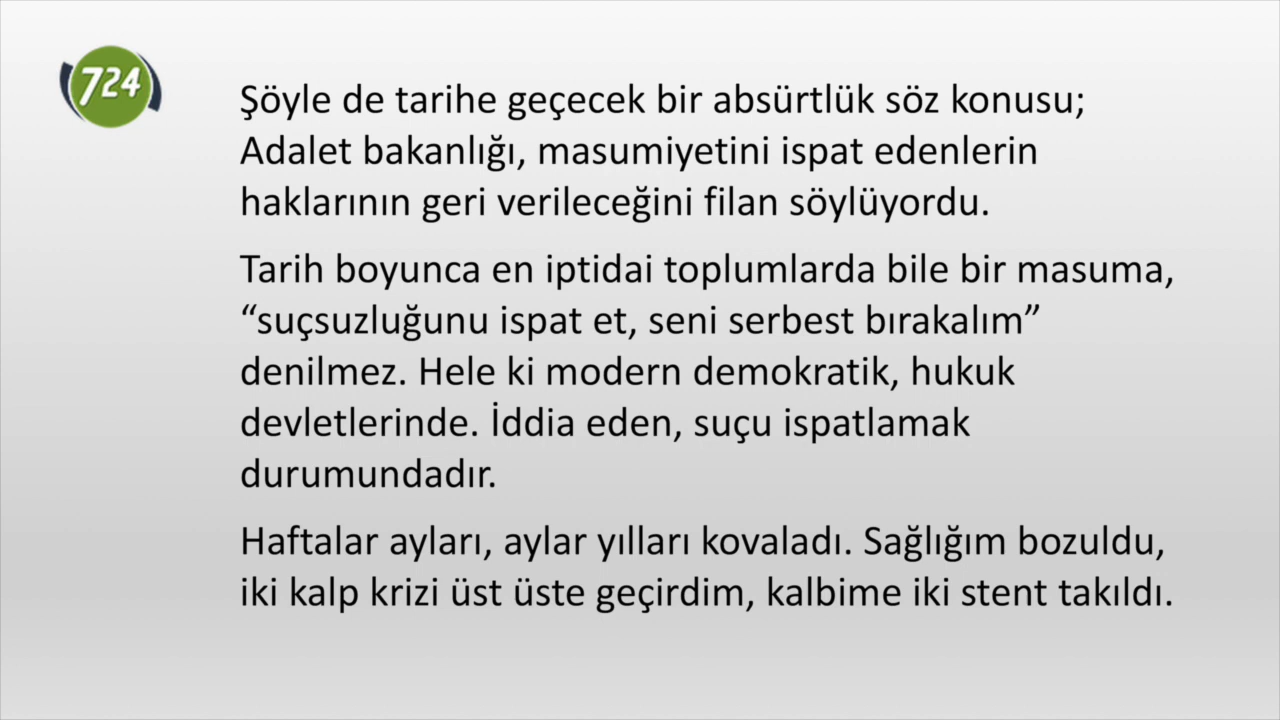 724
Şöyle de tarihe geçecek bir absürtlük söz konusu;
Adalet bakanlığı, masumiyetini ispat edenlerin
haklarının geri verileceğini filan söylüyordu.
Tarih boyunca en iptidai toplumlarda bile bir masuma,
“suçsuzluğunu ispat et, seni serbest bırakalım”
denilmez. Hele ki modern demokratik, hukuk
devletlerinde. İddia eden, suçu ispatlamak
durumundadır.
Haftalar ayları, aylar yılları kovaladı. Sağlığım bozuldu,
iki kalp krizi üst üste geçirdim, kalbime iki stent takıldı.